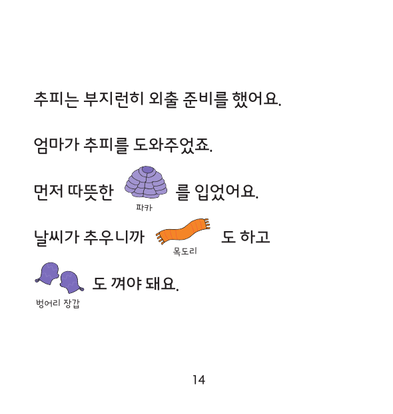 추피는 부지런히 외출 준비를 했어요.
엄마가 추피를 도와주었죠.
먼저 따뜻한 를 입었어요.
파카
날씨가 추우니까 도 하고
목도리
도 껴야 돼요.
벙어리 장갑
14